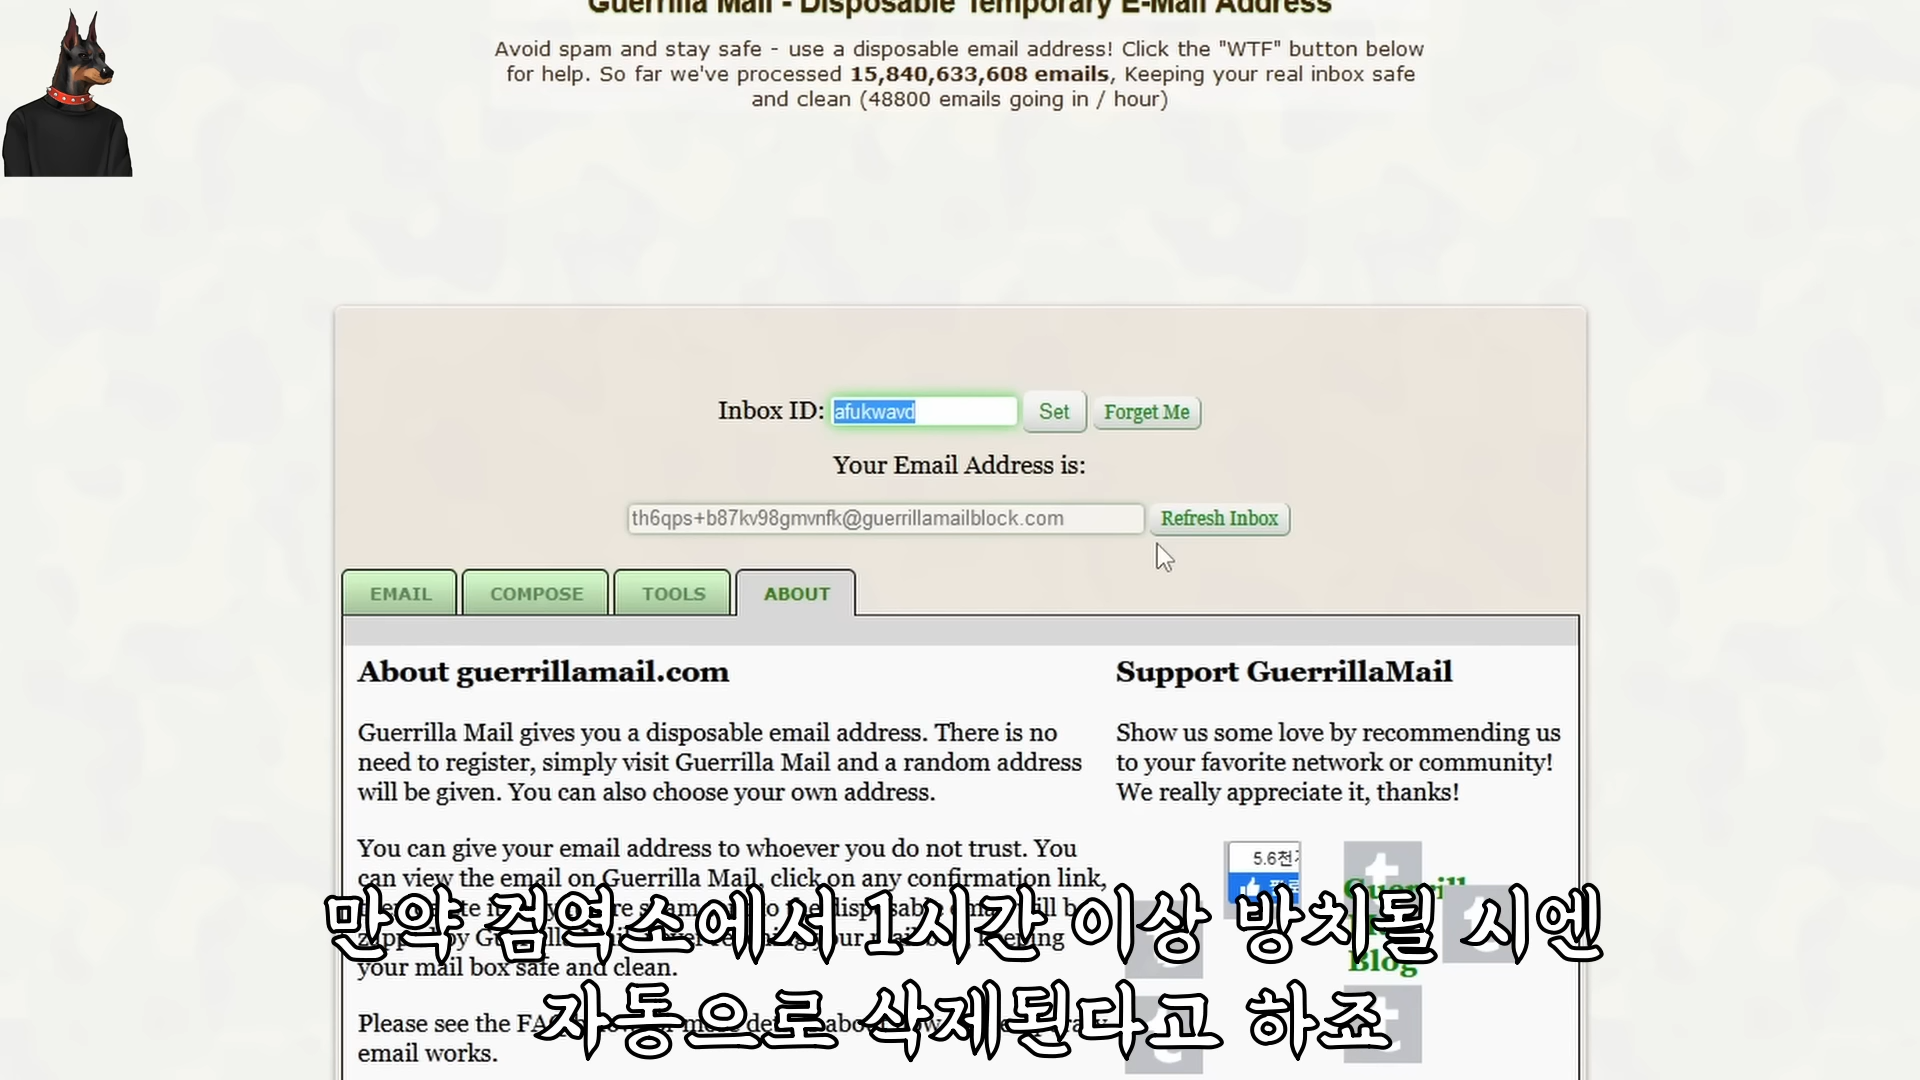 Guerrilla Mail - Disposable Temporary E-Mail Address
Avoid spam and stay safe - use a disposable email address! Click the "WTF" button below
for help. So far we've processed 15,840,633,608 emails, Keeping your real inbox safe
and clean (48800 emails going in / hour)
Inbox ID: afukwavd Set Forget Me
Your Email Address is:
th6qps+b87kv98gmvnfk@guerrillamailblock.com Refresh Inbox
EMAIL COMPOSE TOOLS ABOUT
About guerrillamail.com
Guerrilla Mail gives you a disposable email address. There is no
need to register, simply visit Guerrilla Mail and a random address
will be given. You can also choose your own address.
You can give your email address to whoever you do not trust. You
can view the email on Guerrilla Mail, click on any confirmation link,
your mail box safe and clean.
Please see the
email works.
Support GuerrillaMail
Show us some love by recommending us
to your favorite network or community!
We really appreciate it, thanks!
5.6천
Blog
만약 검역소에서 1시간 이상 방치될 시엔
자동으로 삭제된다고 하죠